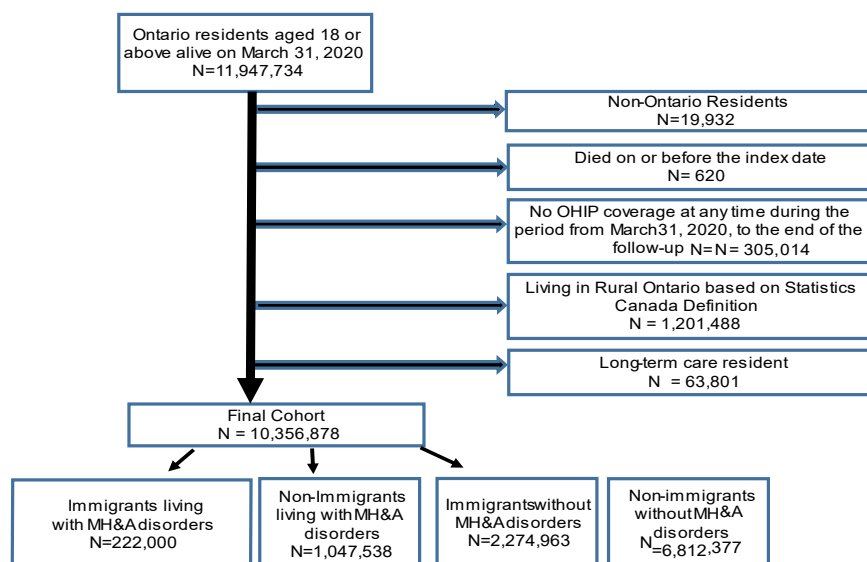 Ontario residents aged 18 or
above alive on March 31, 2020
N=11,947,734
Non-Ontario Residents
N=19,932
Died on or before the index date
N= 620
No OHIP coverage at any time during the
period from March31, 2020, to the end of the
follow-up N=N= 305,014
Living in Rural Ontario based on Statistics
Canada Definition
N = 1,201,488
Long-term care resident
N = 63,801
Final Cohort
N = 10,356,878
Immigrants living
with MH&A disorders
N=222,000
Non-Immigrants
living with MH&A
disorders
N=1,047,538
Immigrants without
MH&A disorders
N=2,274,963
Non-immigrants
without MH&A
disorders
N=6,812,377